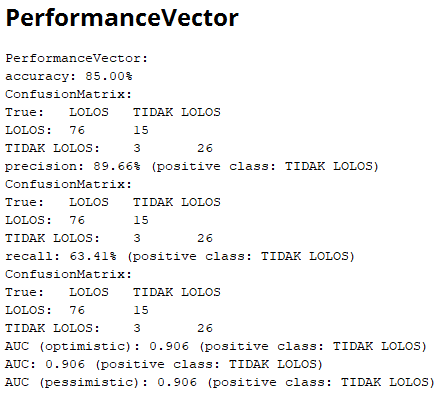 PerformanceVector
PerformanceVector:
accuracy: 85.00%
ConfusionMatrix:
True:   LOLOS   TIDAK LOLOS
LOLOS:  76      15
TIDAK LOLOS:    3       26
precision: 89.66% (positive class: TIDAK LOLOS)
ConfusionMatrix:
True:   LOLOS   TIDAK LOLOS
LOLOS:  76      15
TIDAK LOLOS:    3       26
recall: 63.41% (positive class: TIDAK LOLOS)
ConfusionMatrix:
True:   LOLOS   TIDAK LOLOS
LOLOS:  76      15
TIDAK LOLOS:    3       26
AUC (optimistic): 0.906 (positive class: TIDAK LOLOS)
AUC: 0.906 (positive class: TIDAK LOLOS)
AUC (pessimistic): 0.906 (positive class: TIDAK LOLOS)